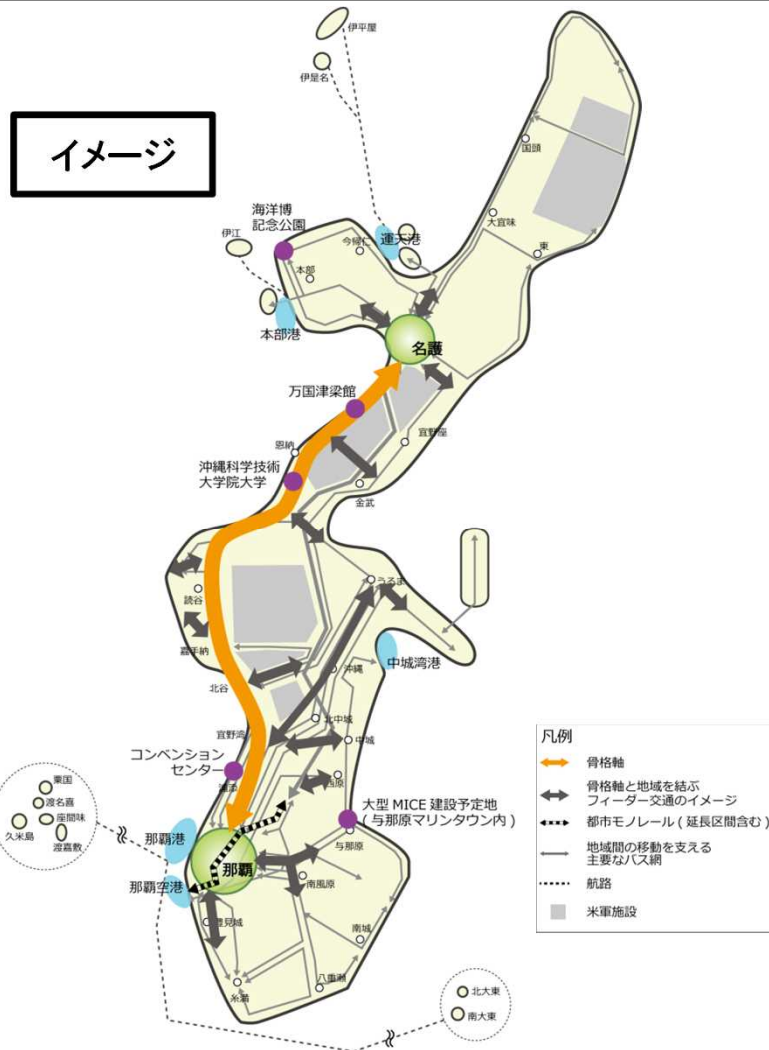 イメージ
伊平屋
伊是名
国頭
海洋博
記念公園
伊江
今帰仁
運天港
大宜味
東
本部
本部港
名護
万国津梁館
恩納
宜野座
沖縄科学技術
大学院大学
金武
うるま
読谷
嘉手納
中城湾港
沖縄
北谷
北中城
宜野湾
中城
コンベンション
センター
浦添
西原
大型 MICE 建設予定地
( 与那原マリンタウン内 )
与那原
粟国
渡名喜
座間味
久米島
渡嘉敷
那覇港
那覇
那覇空港
南風原
豊見城
南城
糸満
八重瀬
北大東
南大東
凡例
骨格軸
骨格軸と地域を結ぶ
フィーダー交通のイメージ
都市モノレール ( 延長区間含む )
地域間の移動を支える
主要なバス網
航路
米軍施設